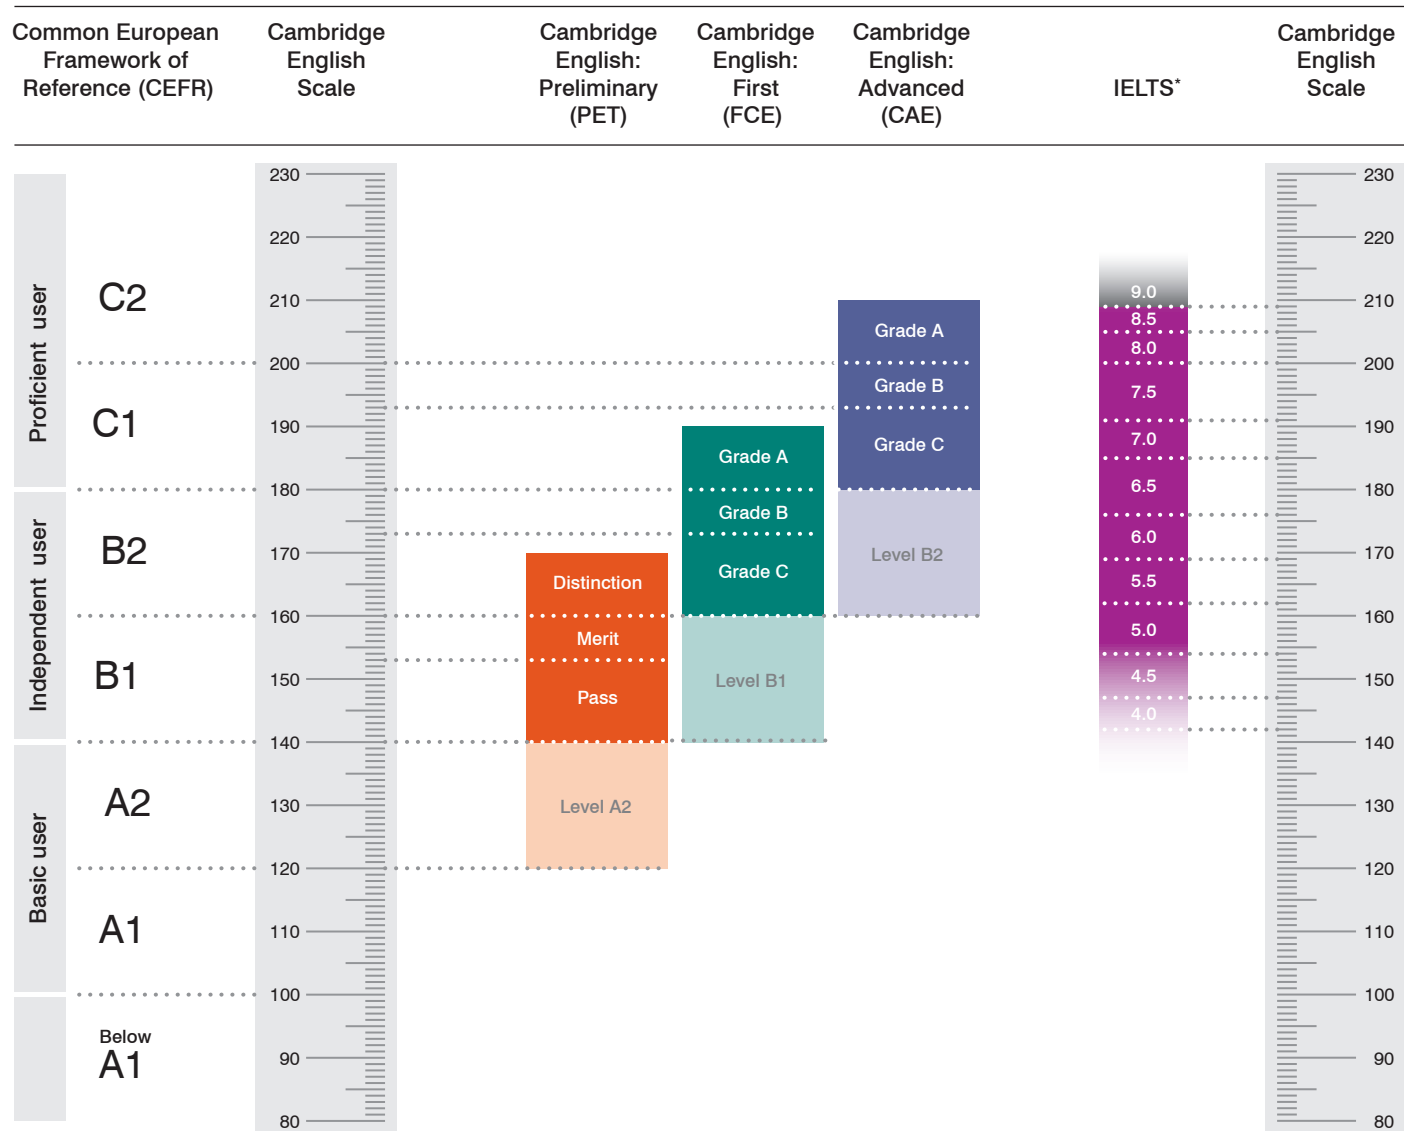 Common European
Framework of
Reference (CEFR)
Cambridge
English
Scale
Cambridge
English:
Preliminary
(PET)
Cambridge
English:
First
(FCE)
Cambridge
English:
Advanced
(CAE)
IELTS*
Cambridge
English
Scale
Proficient user
Independent user
Basic user
C2
C1
B2
B1
A2
A1
Below
A1
230
220
210
200
190
180
170
160
150
140
130
120
110
100
90
80
Distinction
Merit
Pass
Level A2
Grade A
Grade B
Grade C
Level B1
Grade A
Grade B
Grade C
Level B2
9.0
8.5
8.0
7.5
7.0
6.5
6.0
5.5
5.0
4.5
4.0
230
220
210
200
190
180
170
160
150
140
130
120
110
100
90
80